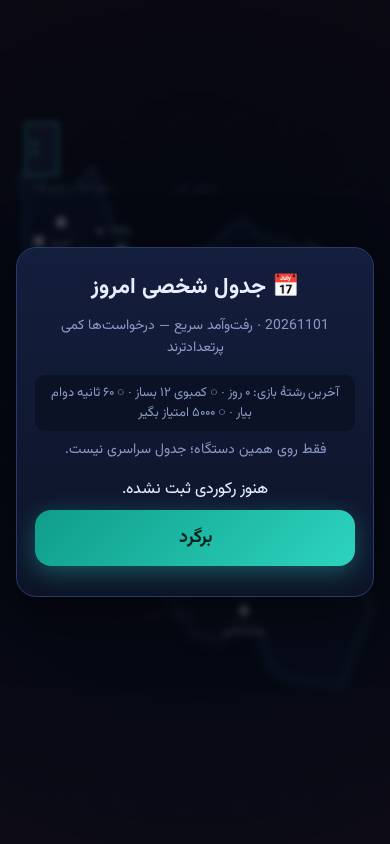 📅 جدول شخصی امروز
20261101 · رفت‌وآمد سریع — درخواست‌ها کمی
پرتعدادترند
آخرین رشتهٔ بازی: ۰ روز · ○ کمبوی ۱۲ بساز · ○ ۶۰ ثانیه دوام
بیار · ○ ۵۰۰۰ امتیاز بگیر
فقط روی همین دستگاه؛ جدول سراسری نیست.
هنوز رکوردی ثبت نشده.
برگرد